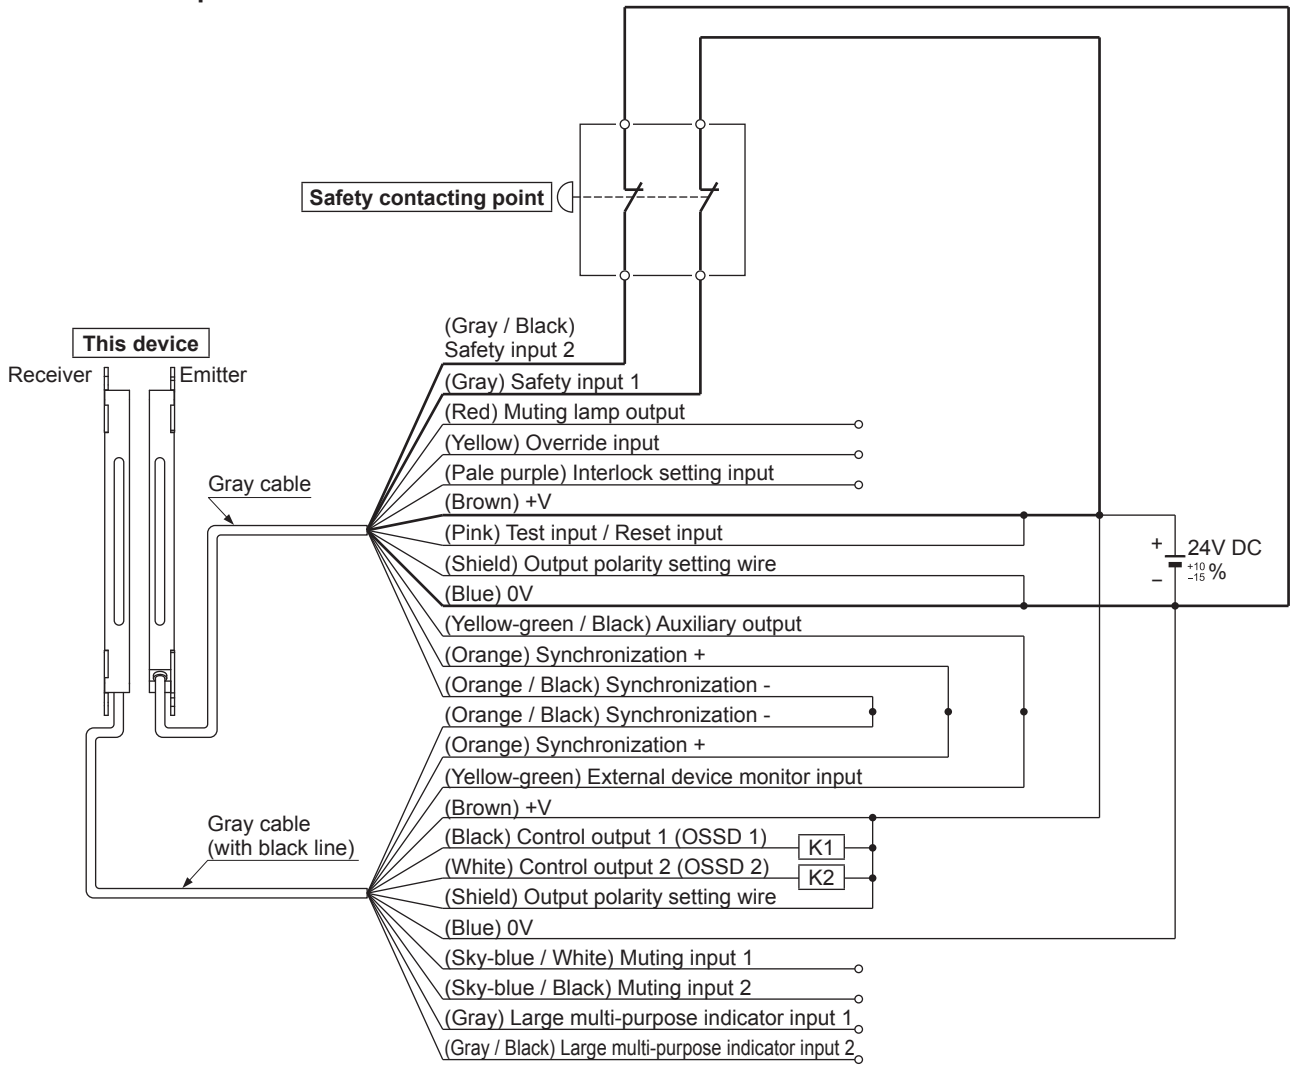 Safety contacting point
(Gray / Black)
Safety input 2
This device
Receiver
Emitter
(Gray) Safety input 1
(Red) Muting lamp output
(Yellow) Override input
(Pale purple) Interlock setting input
Gray cable
(Brown) +V
(Pink) Test input / Reset input
+
24V DC
(Shield) Output polarity setting wire
–
+10
–15 %
(Blue) 0V
(Yellow-green / Black) Auxiliary output
(Orange) Synchronization +
(Orange / Black) Synchronization -
(Orange / Black) Synchronization -
(Orange) Synchronization +
(Yellow-green) External device monitor input
(Brown) +V
Gray cable
(with black line)
(Black) Control output 1 (OSSD 1)
K1
(White) Control output 2 (OSSD 2)
K2
(Shield) Output polarity setting wire
(Blue) 0V
(Sky-blue / White) Muting input 1
(Sky-blue / Black) Muting input 2
(Gray) Large multi-purpose indicator input 1
(Gray / Black) Large multi-purpose indicator input 2